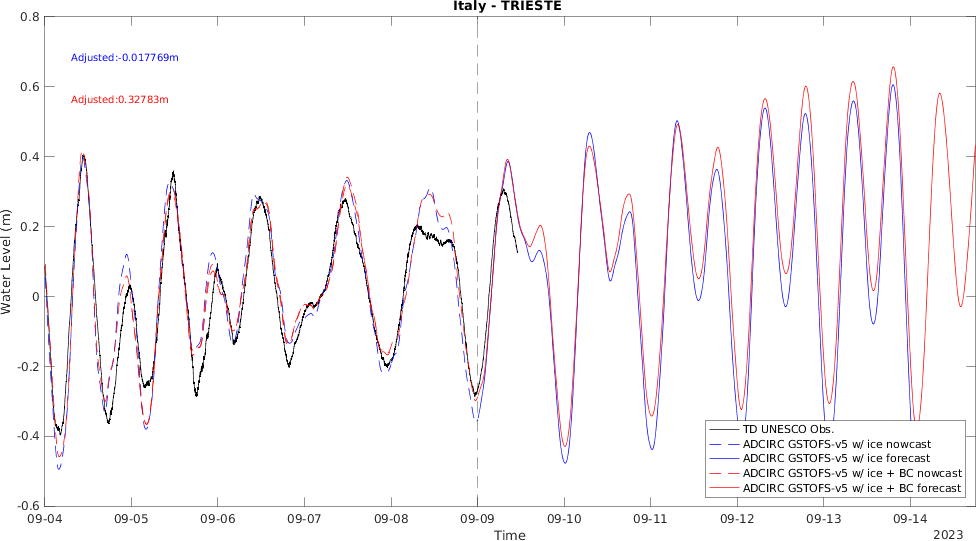 Italy - TRIESTE
0.8
0.6
0.4
0.2
0
-0.2
-0.4
-0.6
Water Level (m)
Adjusted:-0.017769m
Adjusted:0.32783m
TD UNESCO Obs.
ADCIRC GSTOFS-v5 w/ ice nowcast
ADCIRC GSTOFS-v5 w/ ice forecast
ADCIRC GSTOFS-v5 w/ ice + BC nowcast
ADCIRC GSTOFS-v5 w/ ice + BC forecast
09-04 09-05 09-06 09-07 09-08 09-09 09-10 09-11 09-12 09-13 09-14
Time
2023